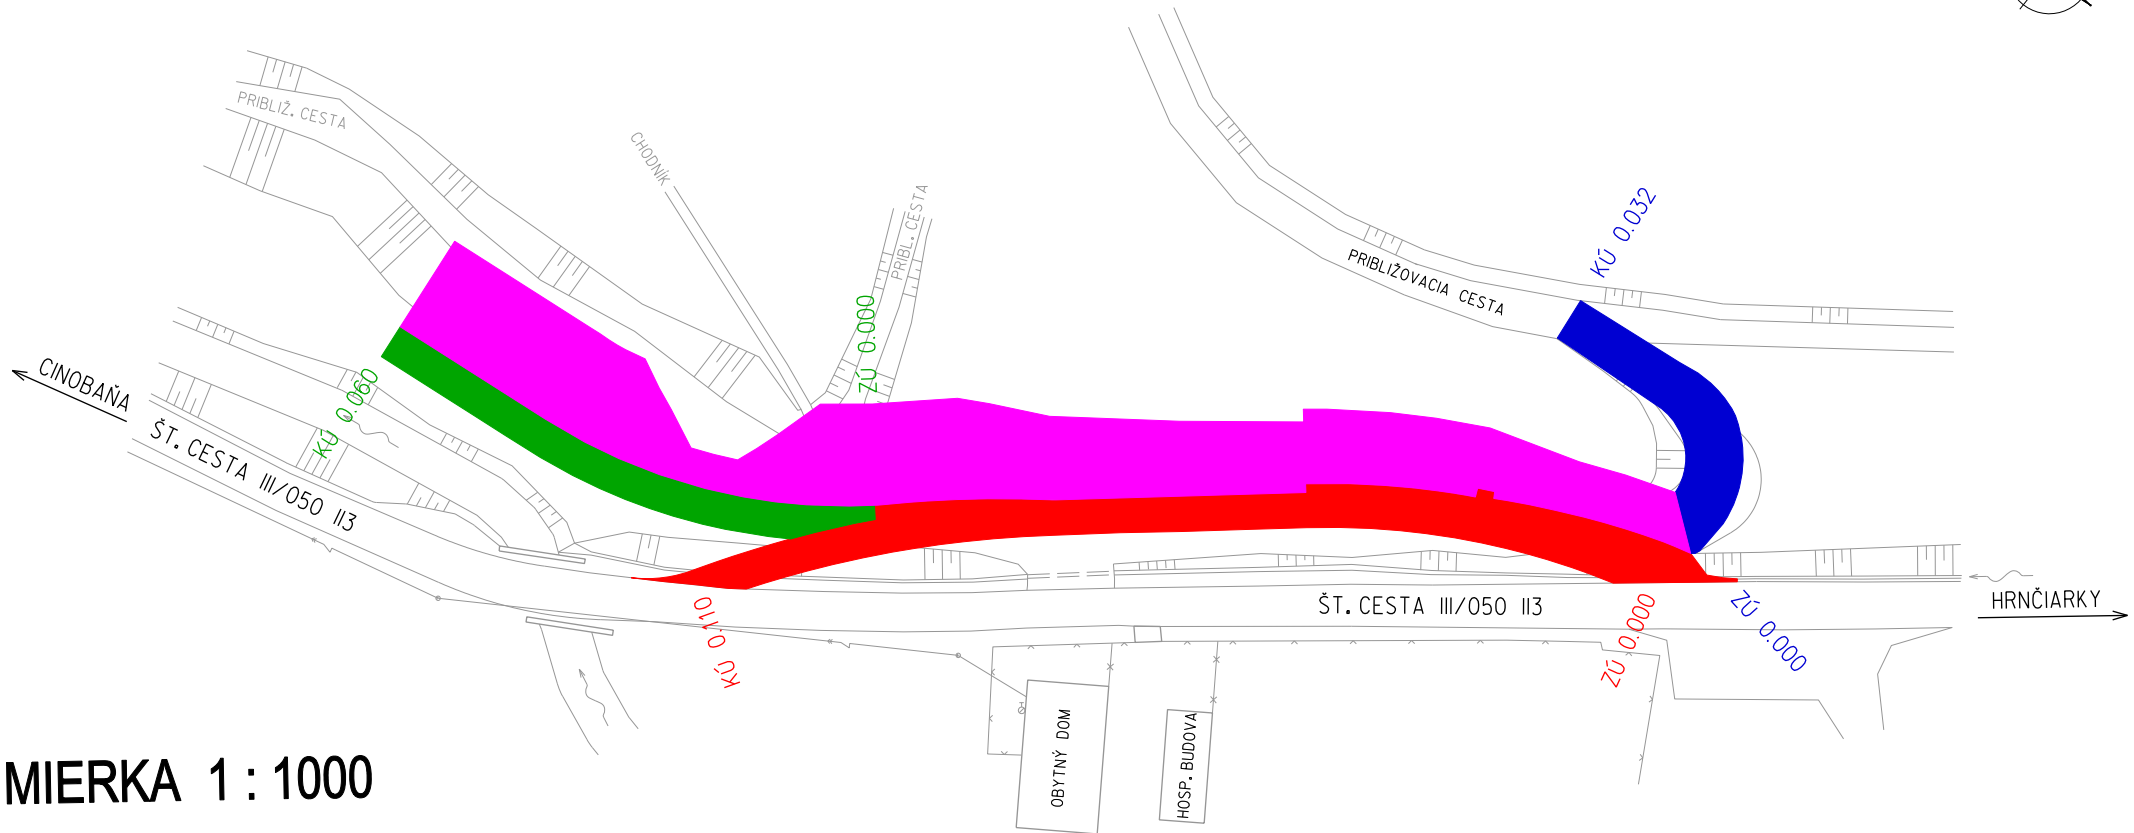 PRIBLIŽ. CESTA
CHODNÍK
PRIBL. CESTA
KÚ 0.032
PRIBLIŽOVACIA CESTA
ZÚ 0.000
CINOBAŇA
KÚ 0.060
ŠT. CESTA III/050 113
ŠT. CESTA III/050 113
HRNČIARKY
KÚ 0.110
ZÚ 0.000
ZÚ 0.000
OBYTNÝ DOM
HOSP. BUDOVA
MIERKA 1 : 1000